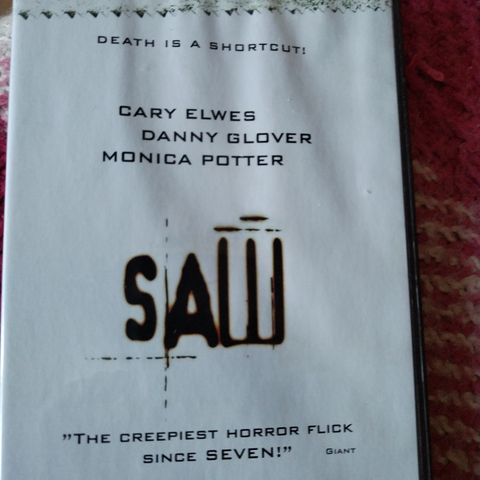 DEATH IS A SHORTCUT!
CARY ELWES
DANNY GLOVER
MONICA POTTER
SAW
”THE CREEPIEST HORROR FLICK
SINCE SEVEN!” GIANT